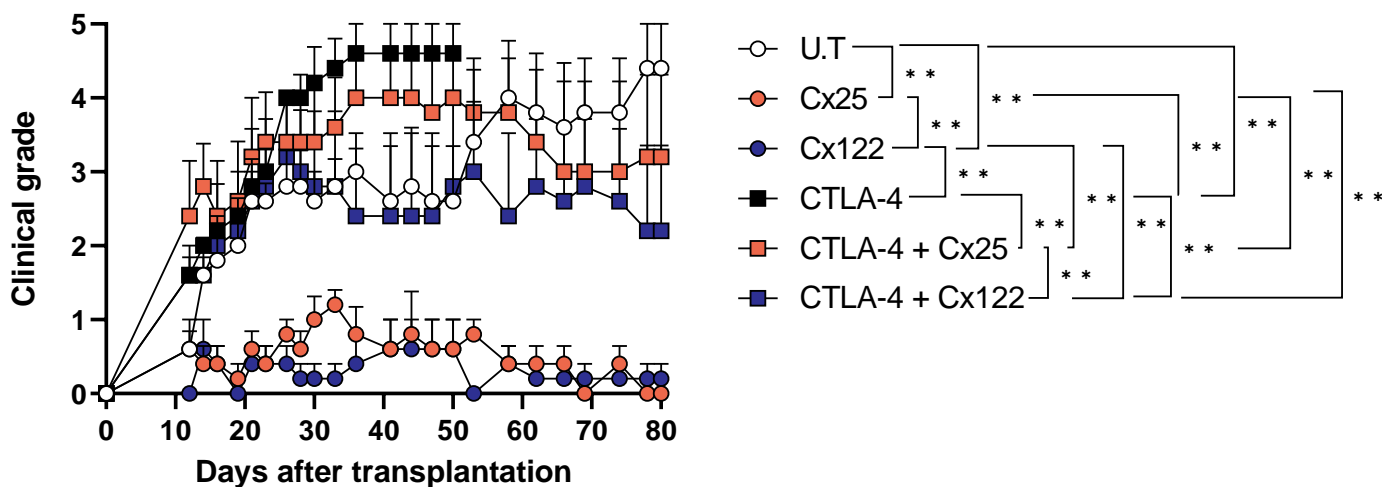 Clinical grade
5
4
3
2
1
0
0 10 20 30 40 50 60 70 80
Days after transplantation
U.T
Cx25
Cx122
CTLA-4
CTLA-4 + Cx25
CTLA-4 + Cx122
* *
* *
* *
* *
* *
* *
* *
* *
* *
* *
* *
* *
* *